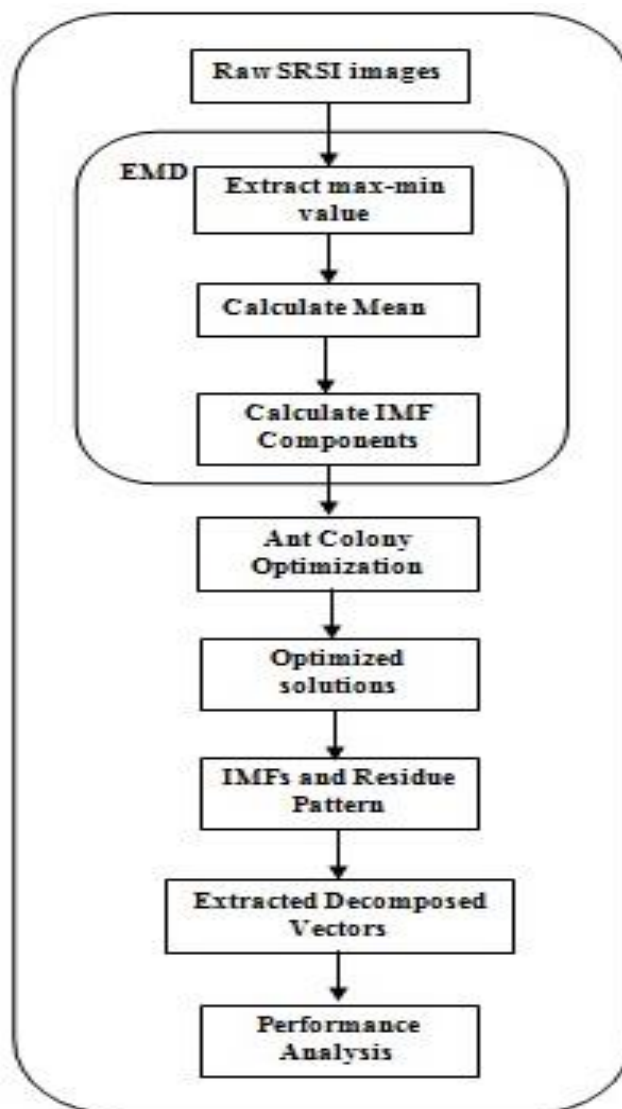 Raw SRSI images
EMD
Extract max-min
value
Calculate Mean
Calculate IMF
Components
Ant Colony
Optimization
Optimized
solutions
IMFs and Residue
Pattern
Extracted Decomposed
Vectors
Performance
Analysis